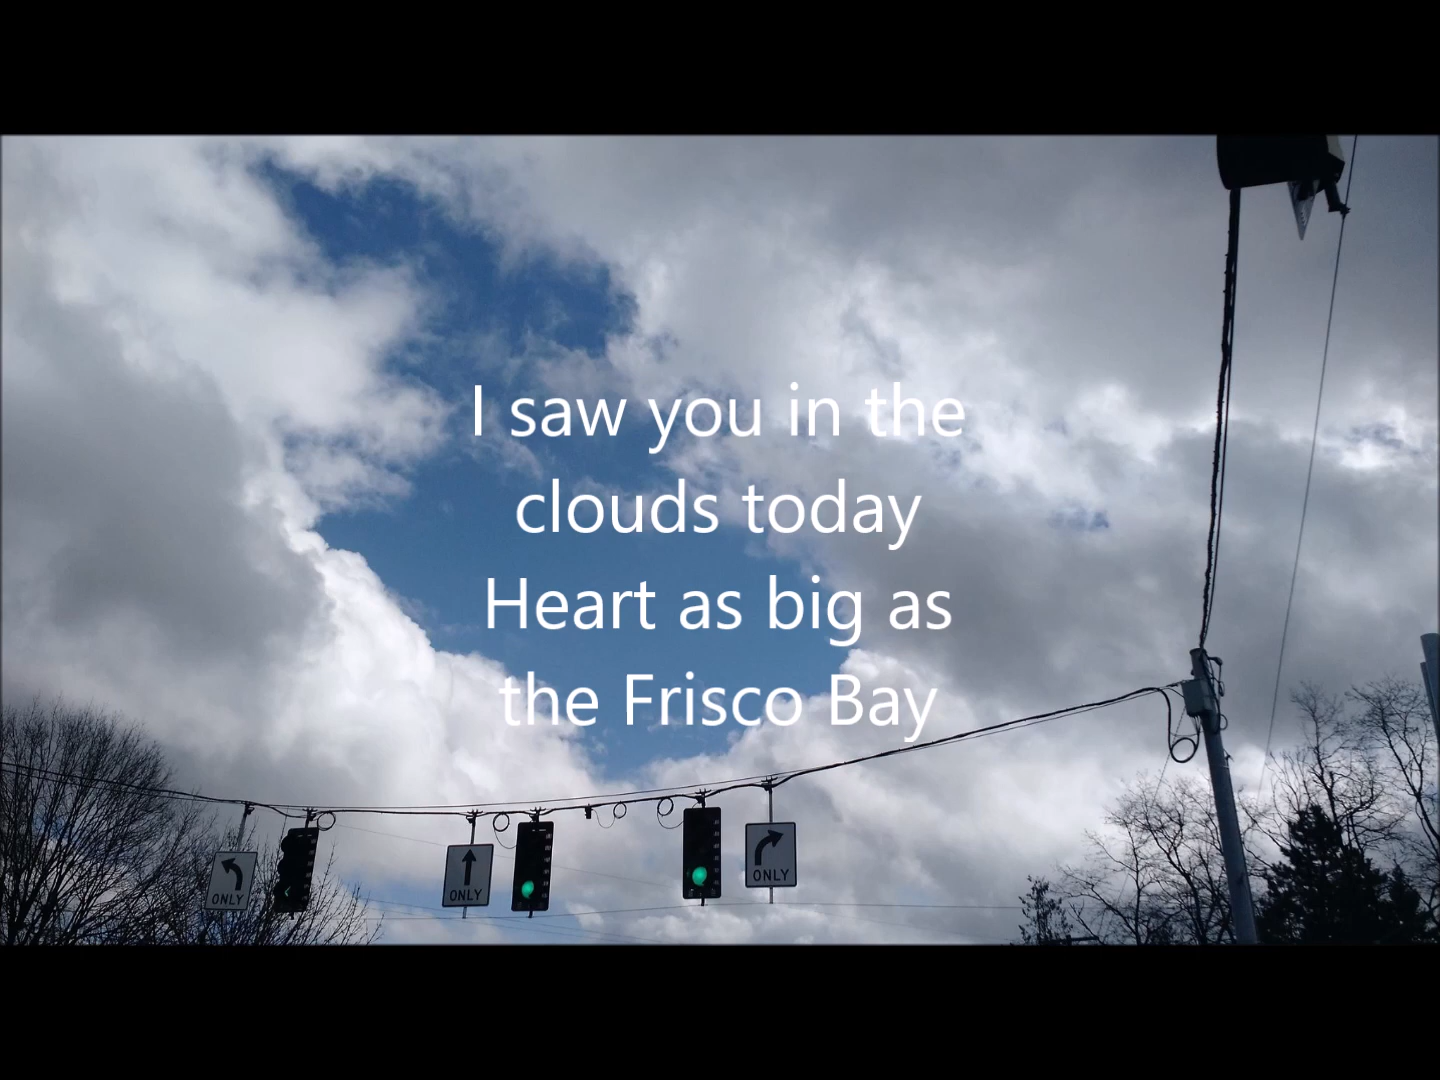 I saw you in the
clouds today
Heart as big as
the Frisco Bay
ONLY
ONLY
ONLY